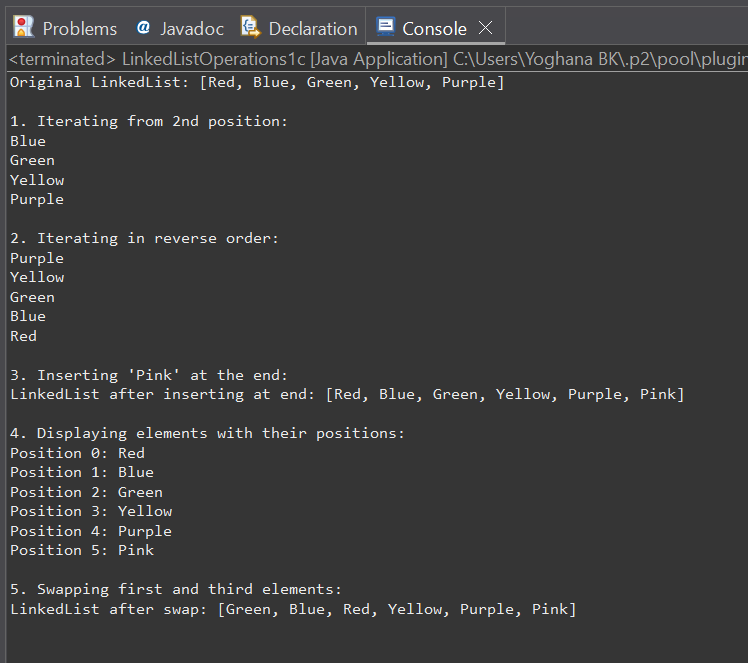 Problems @ Javadoc Declaration Console
<terminated> LinkedListOperations1c [Java Application] C:\Users\Yoghana BK\.p2\pool\plugin
Original LinkedList: [Red, Blue, Green, Yellow, Purple]
1. Iterating from 2nd position:
Blue
Green
Yellow
Purple
2. Iterating in reverse order:
Purple
Yellow
Green
Blue
Red
3. Inserting 'Pink' at the end:
LinkedList after inserting at end: [Red, Blue, Green, Yellow, Purple, Pink]
4. Displaying elements with their positions:
Position 0: Red
Position 1: Blue
Position 2: Green
Position 3: Yellow
Position 4: Purple
Position 5: Pink
5. Swapping first and third elements:
LinkedList after swap: [Green, Blue, Red, Yellow, Purple, Pink]